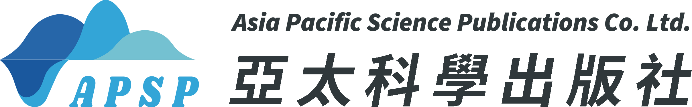 APSP
Asia Pacific Science Publications Co. Ltd.
亞太科學出版社